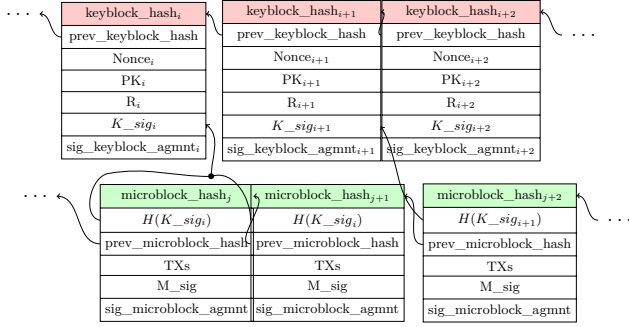 keyblock_hash_i keyblock_hash_{i+1} keyblock_hash_{i+2}
... prev_keyblock_hash prev_keyblock_hash prev_keyblock_hash ...
Nonce_i Nonce_{i+1} Nonce_{i+2}
PK_i PK_{i+1} PK_{i+2}
R_i R_{i+1} R_{i+2}
K_sig_i K_sig_{i+1} K_sig_{i+2}
sig_keyblock_agmnt_i sig_keyblock_agmnt_{i+1} sig_keyblock_agmnt_{i+2}
... microblock_hash_j microblock_hash_{j+1} microblock_hash_{j+2}
H(K_sig_i) H(K_sig_i) H(K_sig_{i+1}) ...
prev_microblock_hash prev_microblock_hash prev_microblock_hash
TXs TXs TXs
M_sig M_sig M_sig
sig_microblock_agmnt sig_microblock_agmnt sig_microblock_agmnt